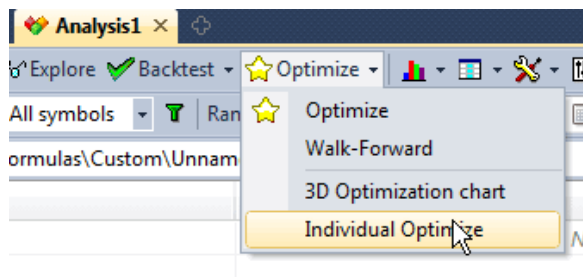 Analysis1
Explore Backtest Optimize
All symbols Ran
Optimize
ormulas\Custom\Unnam
Walk-Forward
3D Optimization chart
Individual Optimize